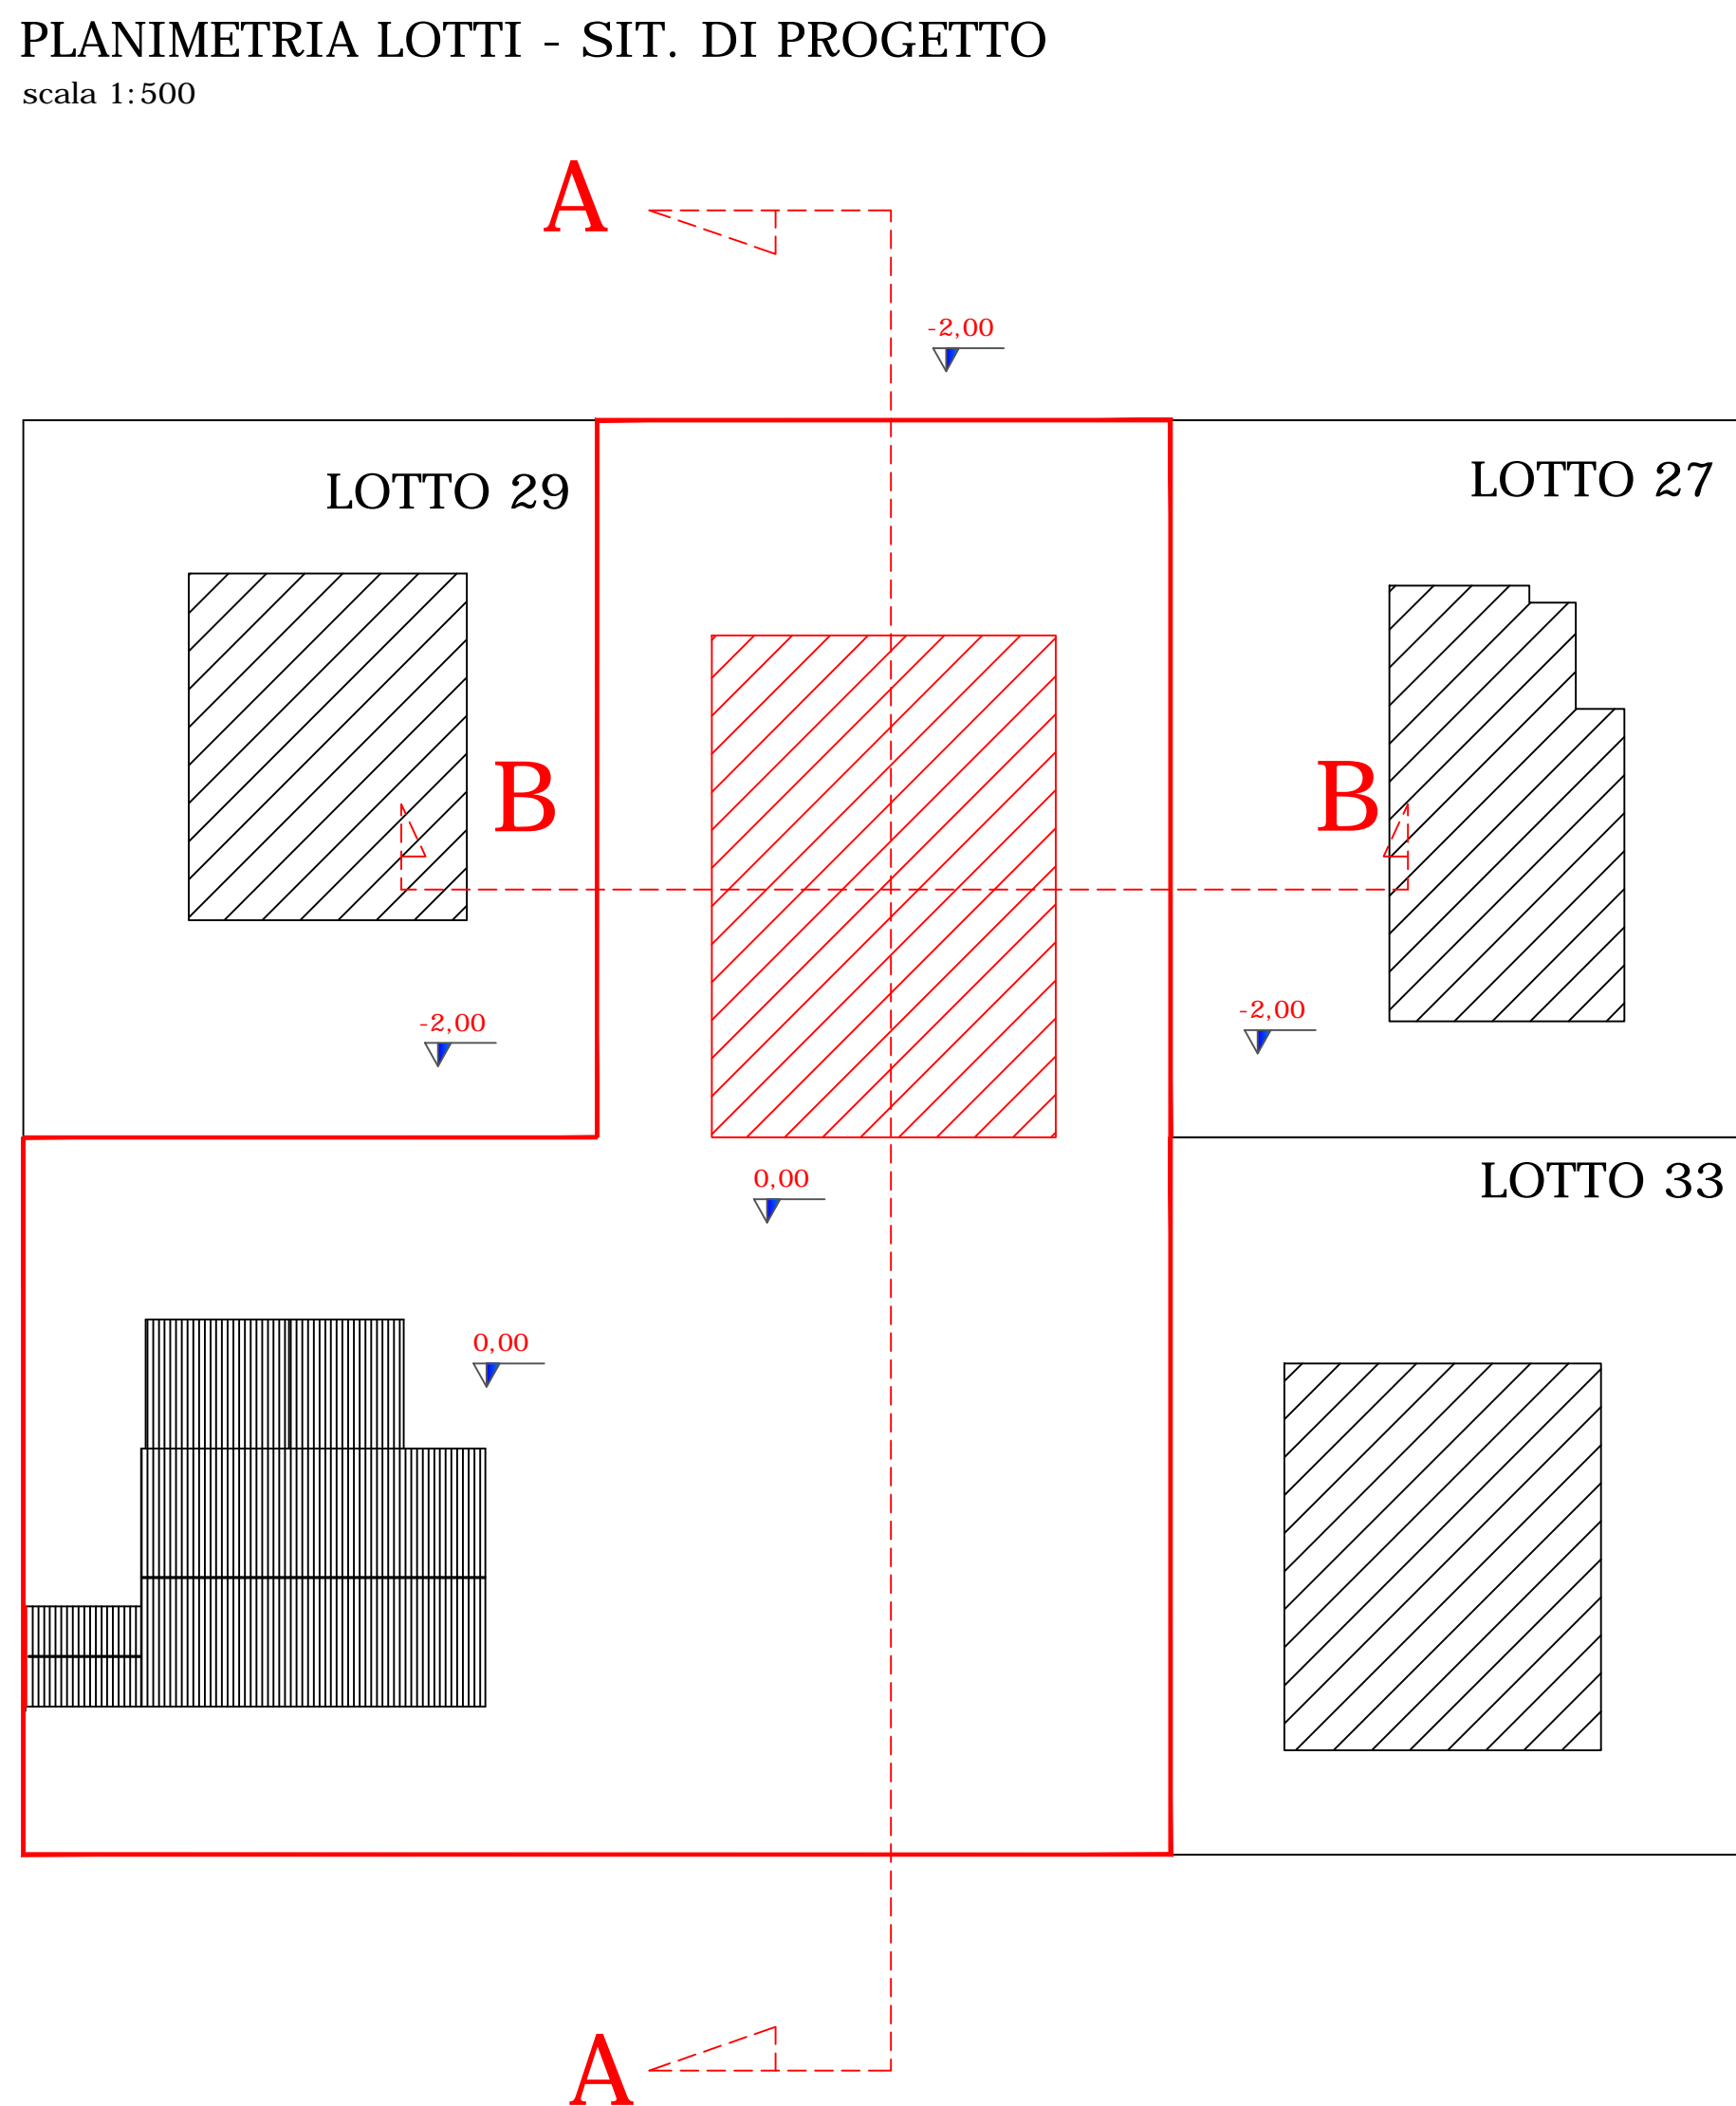 PLANIMETRIA LOTTI - SIT. DI PROGETTO
scala 1:500
A
-2,00
LOTTO 29
LOTTO 27
B
B
-2,00
-2,00
LOTTO 33
0,00
0,00
A